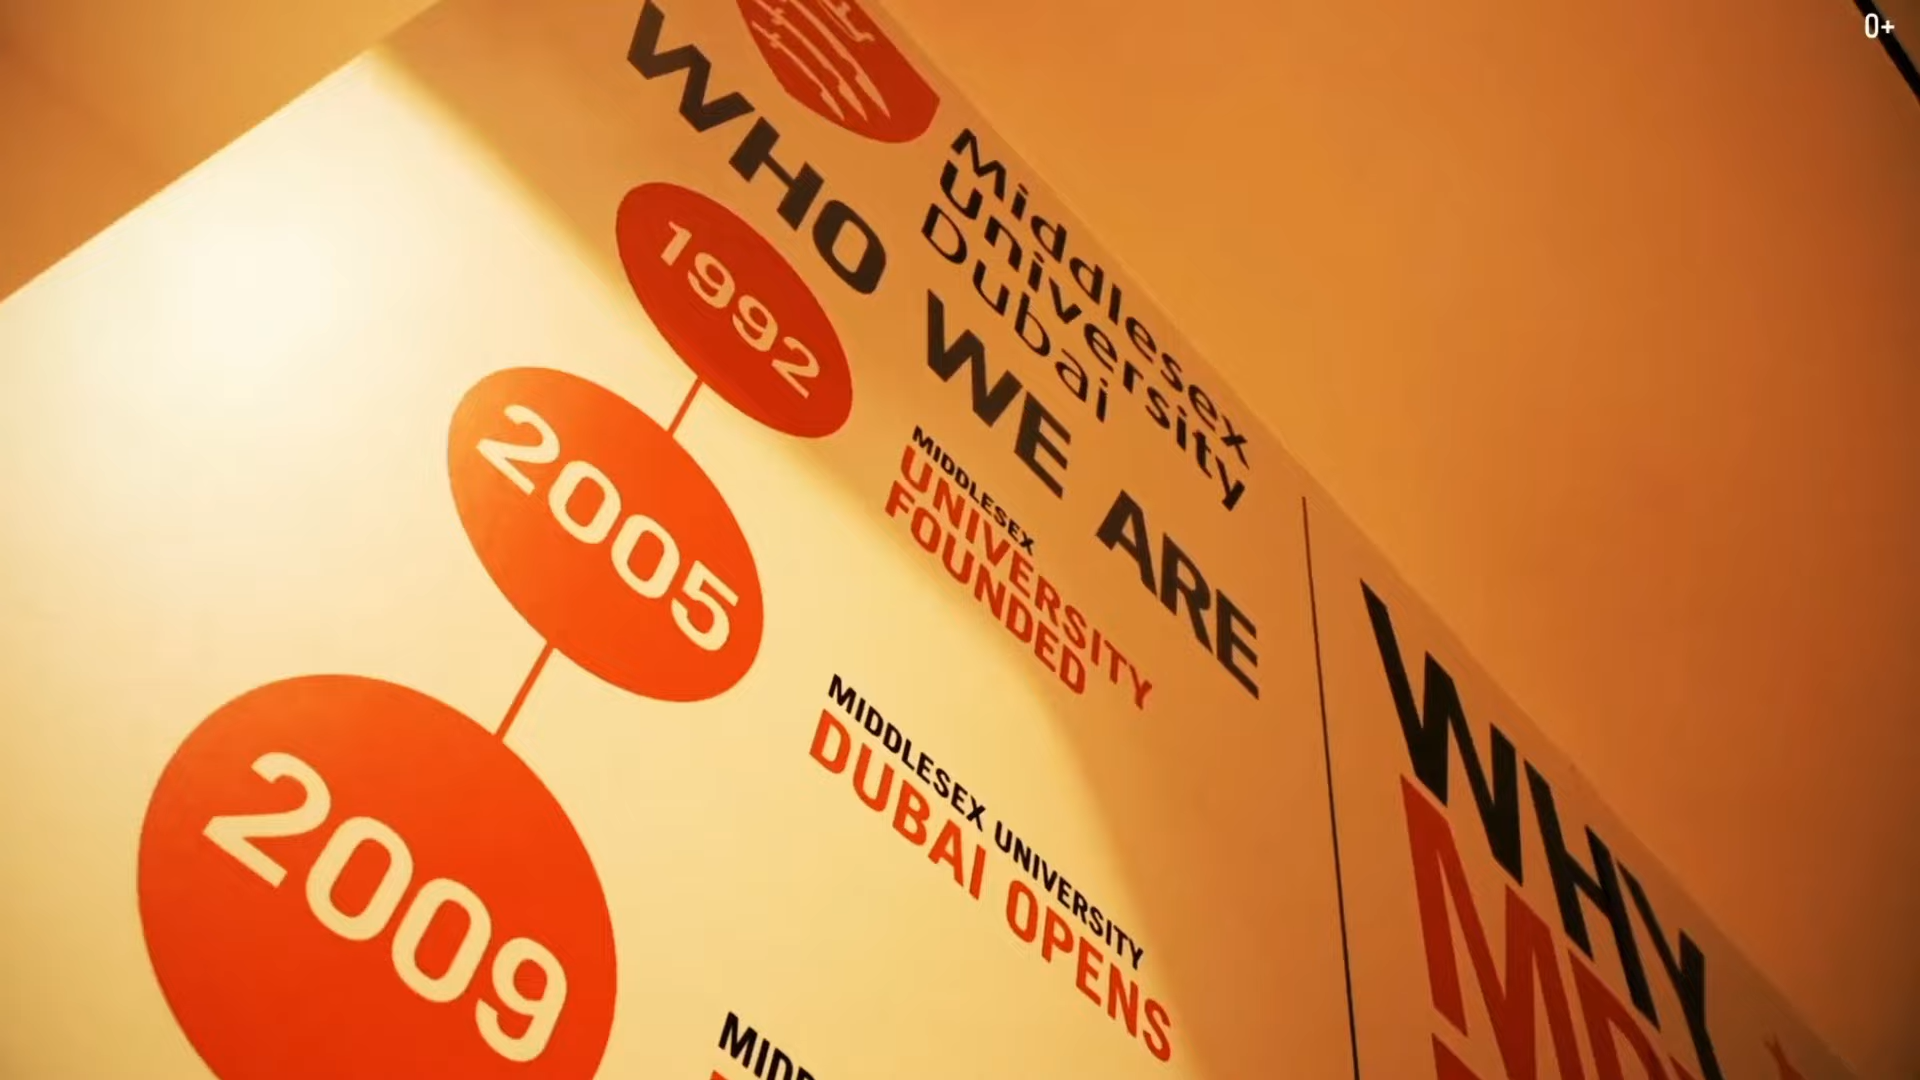 0+
Middlesex
University
Dubai
WHO WE ARE
1992
MIDDLESEX
UNIVERSITY
FOUNDED
2005
MIDDLESEX UNIVERSITY
DUBAI OPENS
2009
WHY